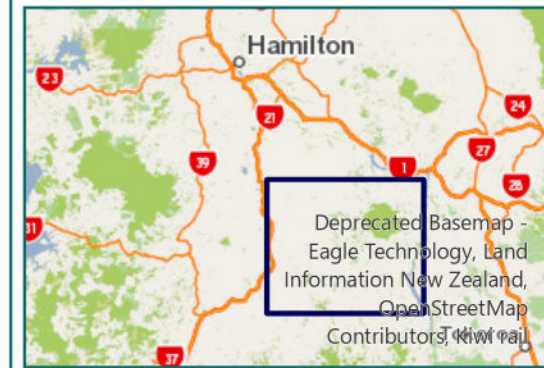 Hamilton
23
21
24
39
1
27
28
31
Deprecated Basemap -
Eagle Technology, Land
Information New Zealand,
OpenStreetMap
Contributors, Kiwi rail
37